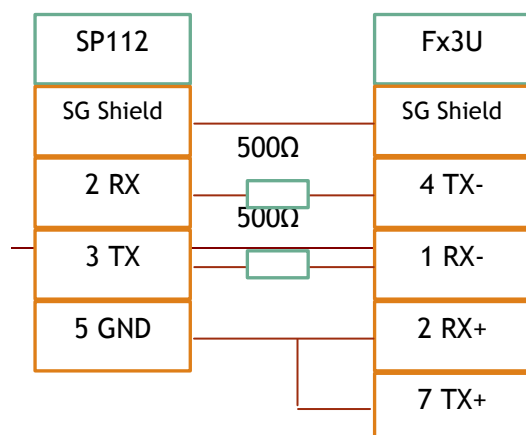 SP112 Fx3U
SG Shield SG Shield
500Ω
2 RX 4 TX-
500Ω
3 TX 1 RX-
5 GND 2 RX+
7 TX+